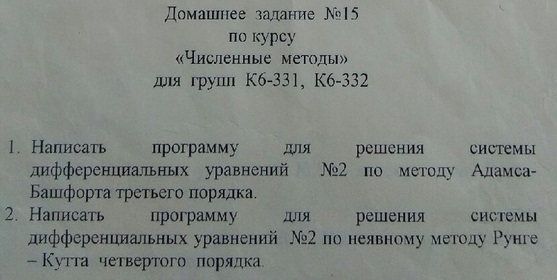 Домашнее задание №15
по курсу
«Численные методы»
для групп К6-331, К6-332
1. Написать программу для решения системы
дифференциальных уравнений №2 по методу Адамса-
Башфорта третьего порядка.
2. Написать программу для решения системы
дифференциальных уравнений №2 по неявному методу Рунге
– Кутта четвертого порядка.